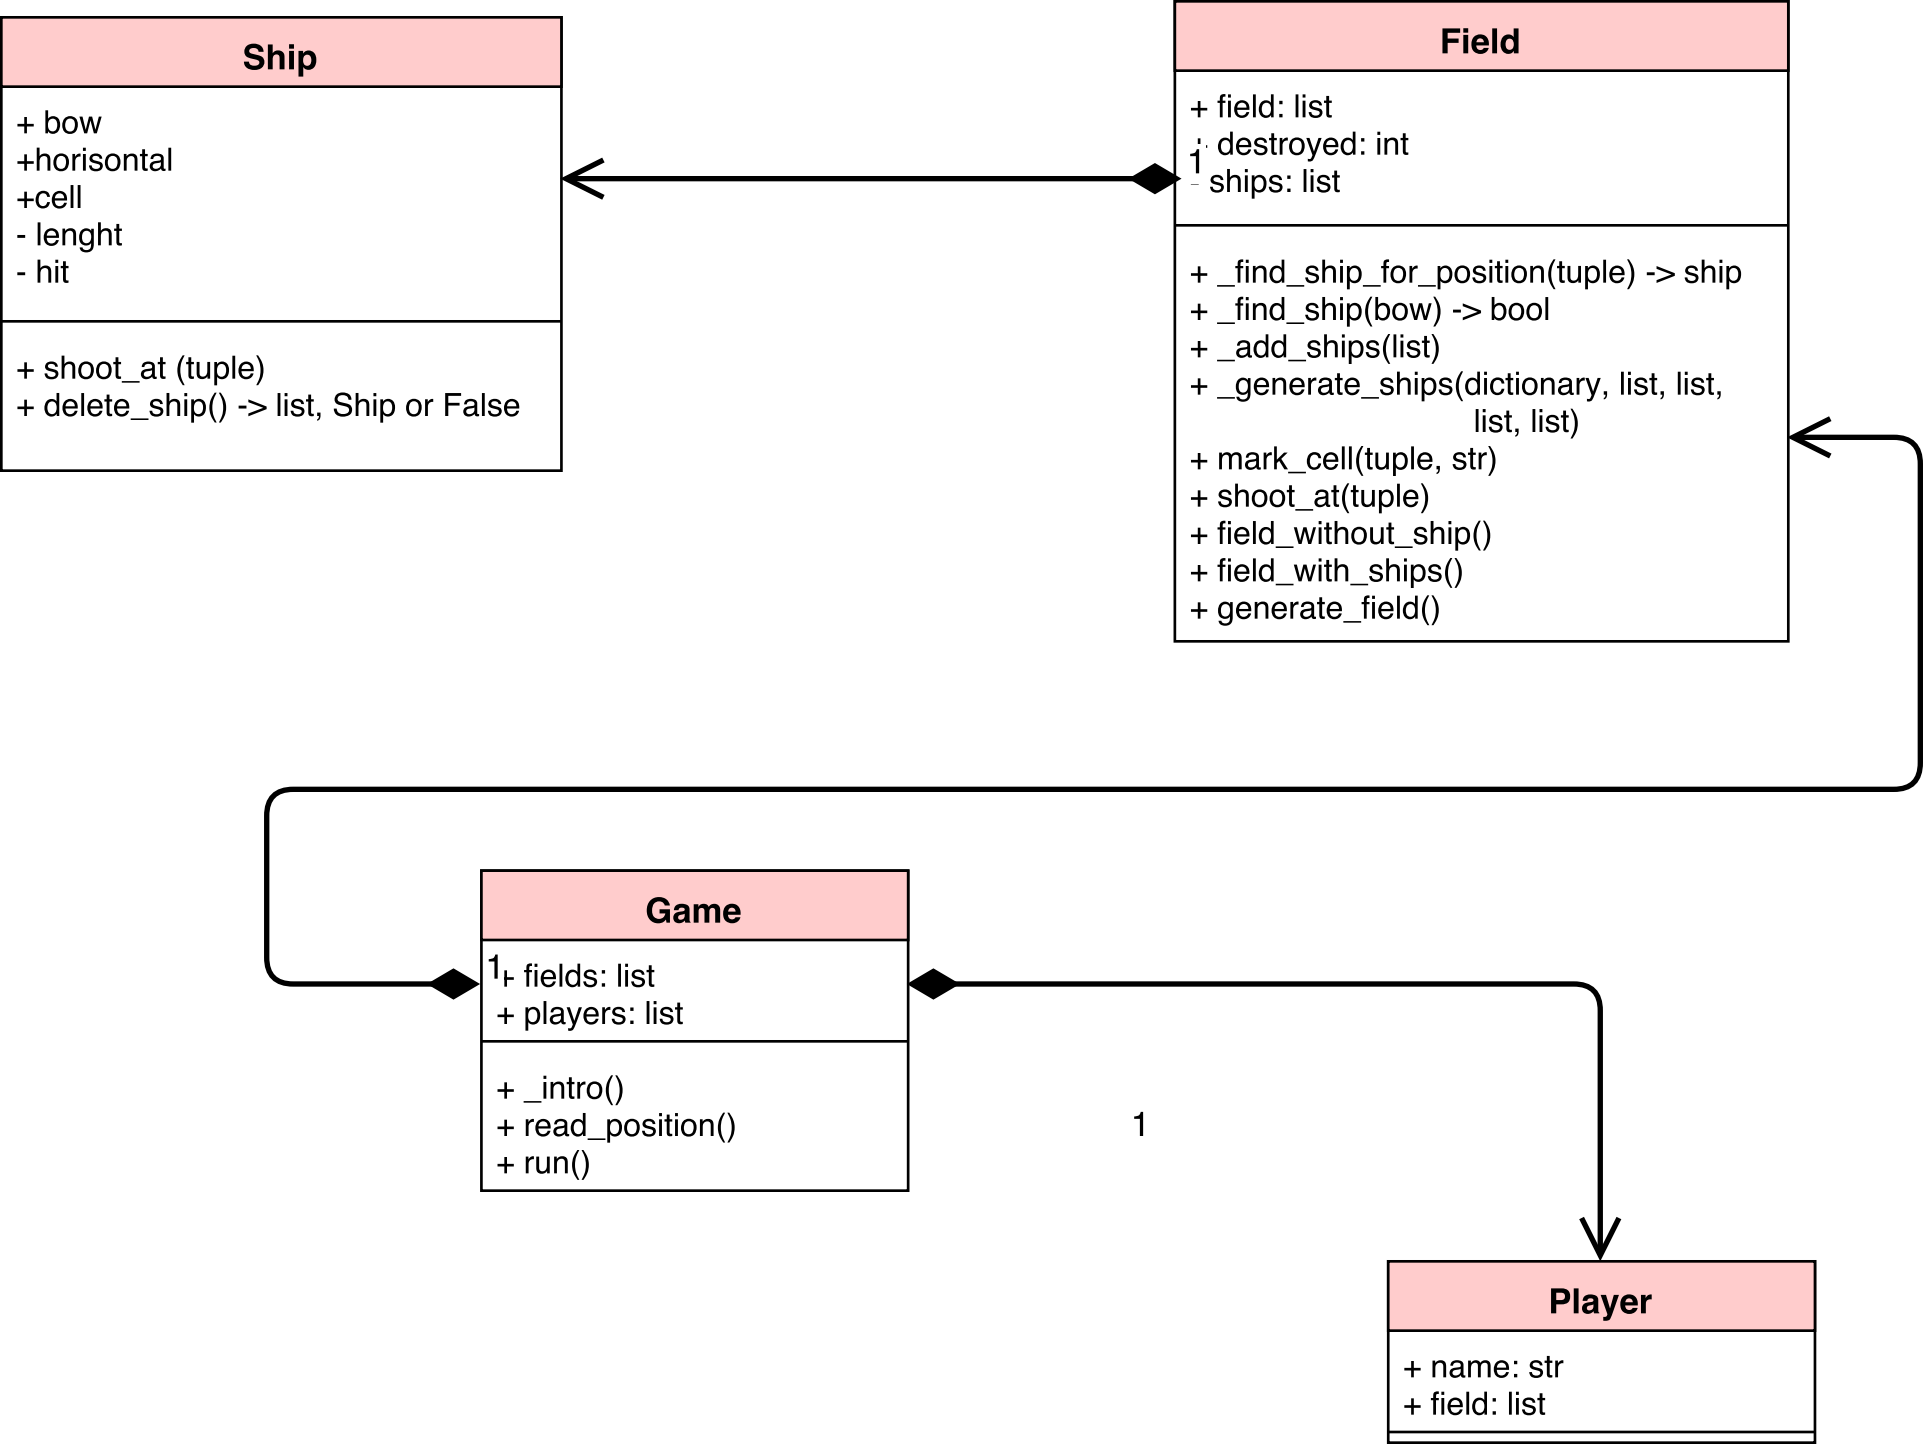 Ship
+ bow
+horisontal
+cell
- lenght
- hit
+ shoot_at (tuple)
+ delete_ship() -> list, Ship or False
Field
+ field: list
+ destroyed: int
1
- ships: list
+ _find_ship_for_position(tuple) -> ship
+ _find_ship(bow) -> bool
+ _add_ships(list)
+ _generate_ships(dictionary, list, list,
list, list)
+ mark_cell(tuple, str)
+ shoot_at(tuple)
+ field_without_ship()
+ field_with_ships()
+ generate_field()
Game
1
+ fields: list
+ players: list
+ _intro()
+ read_position()
+ run()
1
Player
+ name: str
+ field: list